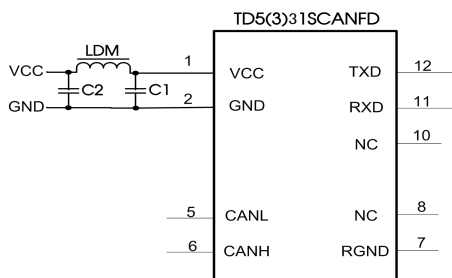 TD5(3)31SCANFD
LDM
VCC
C2
C1
GND
1
2
VCC
GND
TXD
12
RXD
11
NC
10
5
CANL
6
CANH
NC
8
RGND
7